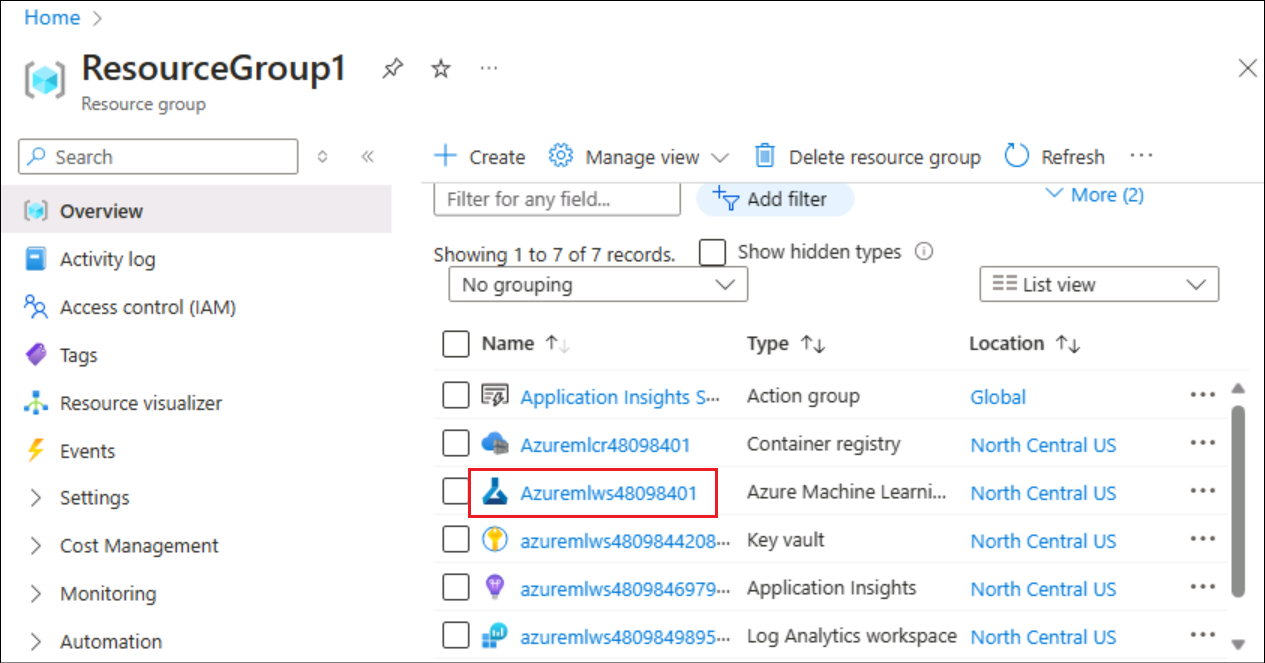 Home
ResourceGroup1
Resource group
Search
Overview
Activity log
Access control (IAM)
Tags
Resource visualizer
Events
Settings
Cost Management
Monitoring
Automation
Create Manage view Delete resource group Refresh
Filter for any field... Add filter More (2)
Showing 1 to 7 of 7 records. Show hidden types
No grouping List view
Name Type Location
Application Insights S... Action group Global
Azuremlcr48098401 Container registry North Central US
Azuremlws48098401 Azure Machine Learni... North Central US
azuremlws4809844208... Key vault North Central US
azuremlws4809846979... Application Insights North Central US
azuremlws4809849895... Log Analytics workspace North Central US